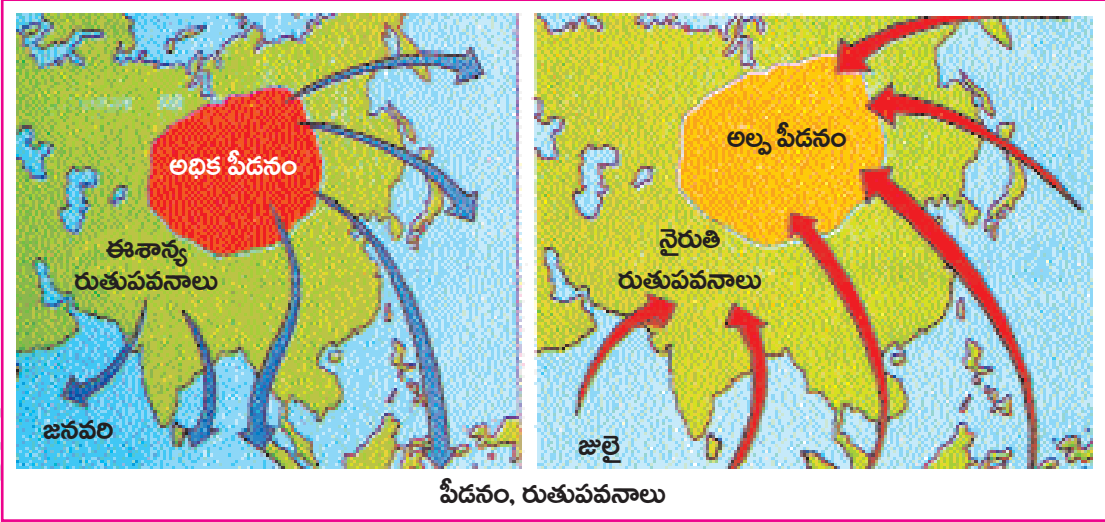 అధిక పీడనం
ఈశాన్య
రుతుపవనాలు
జనవరి
అల్ప పీడనం
నైరుతి
రుతుపవనాలు
జులై
పీడనం, రుతుపవనాలు